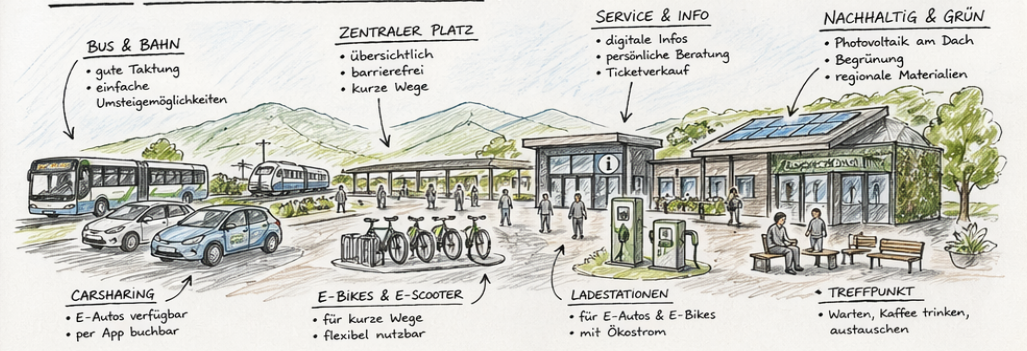 BUS & BAHN
• gute Taktung
• einfache
Umsteigemöglichkeiten
ZENTRALER PLATZ
• übersichtlich
• barrierefrei
• kurze Wege
SERVICE & INFO
• digitale Infos
• persönliche Beratung
• Ticketverkauf
NACHHALTIG & GRÜN
• Photovoltaik am Dach
• Begrünung
• regionale Materialien
i
CARSHARING
• E-Autos verfügbar
• per App buchbar
E-BIKES & E-SCOOTER
• für kurze Wege
• flexibel nutzbar
LADESTATIONEN
• für E-Autos & E-Bikes
• mit Ökostrom
• TREFFPUNKT
• Warten, Kaffee trinken,
austauschen